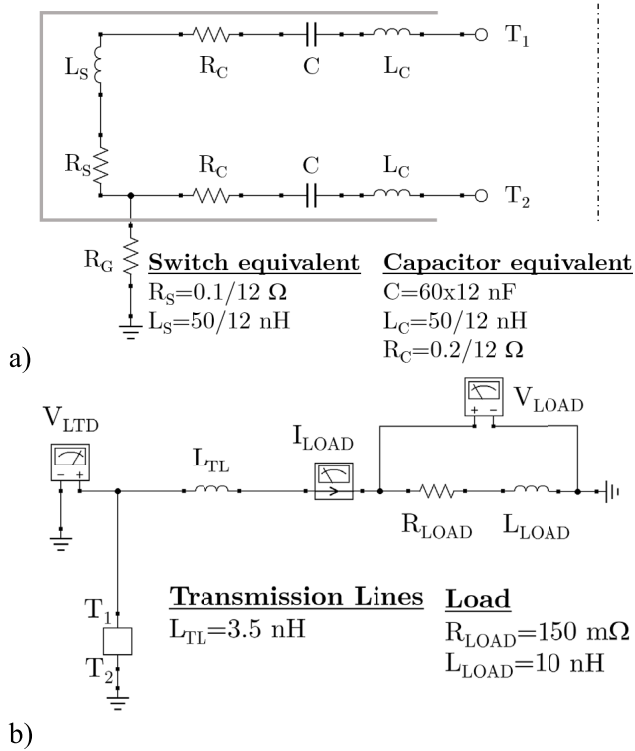 L_S R_C C L_C T_1
R_S R_C C L_C T_2
R_G
Switch equivalent
R_S=0.1/12 Ω
L_S=50/12 nH
Capacitor equivalent
C=60x12 nF
L_C=50/12 nH
R_C=0.2/12 Ω
a)
V_LTD
- +
L_TL
I_LOAD
V_LOAD
+ -
R_LOAD L_LOAD
T_1
T_2
Transmission Lines
L_TL=3.5 nH
Load
R_LOAD=150 mΩ
L_LOAD=10 nH
b)